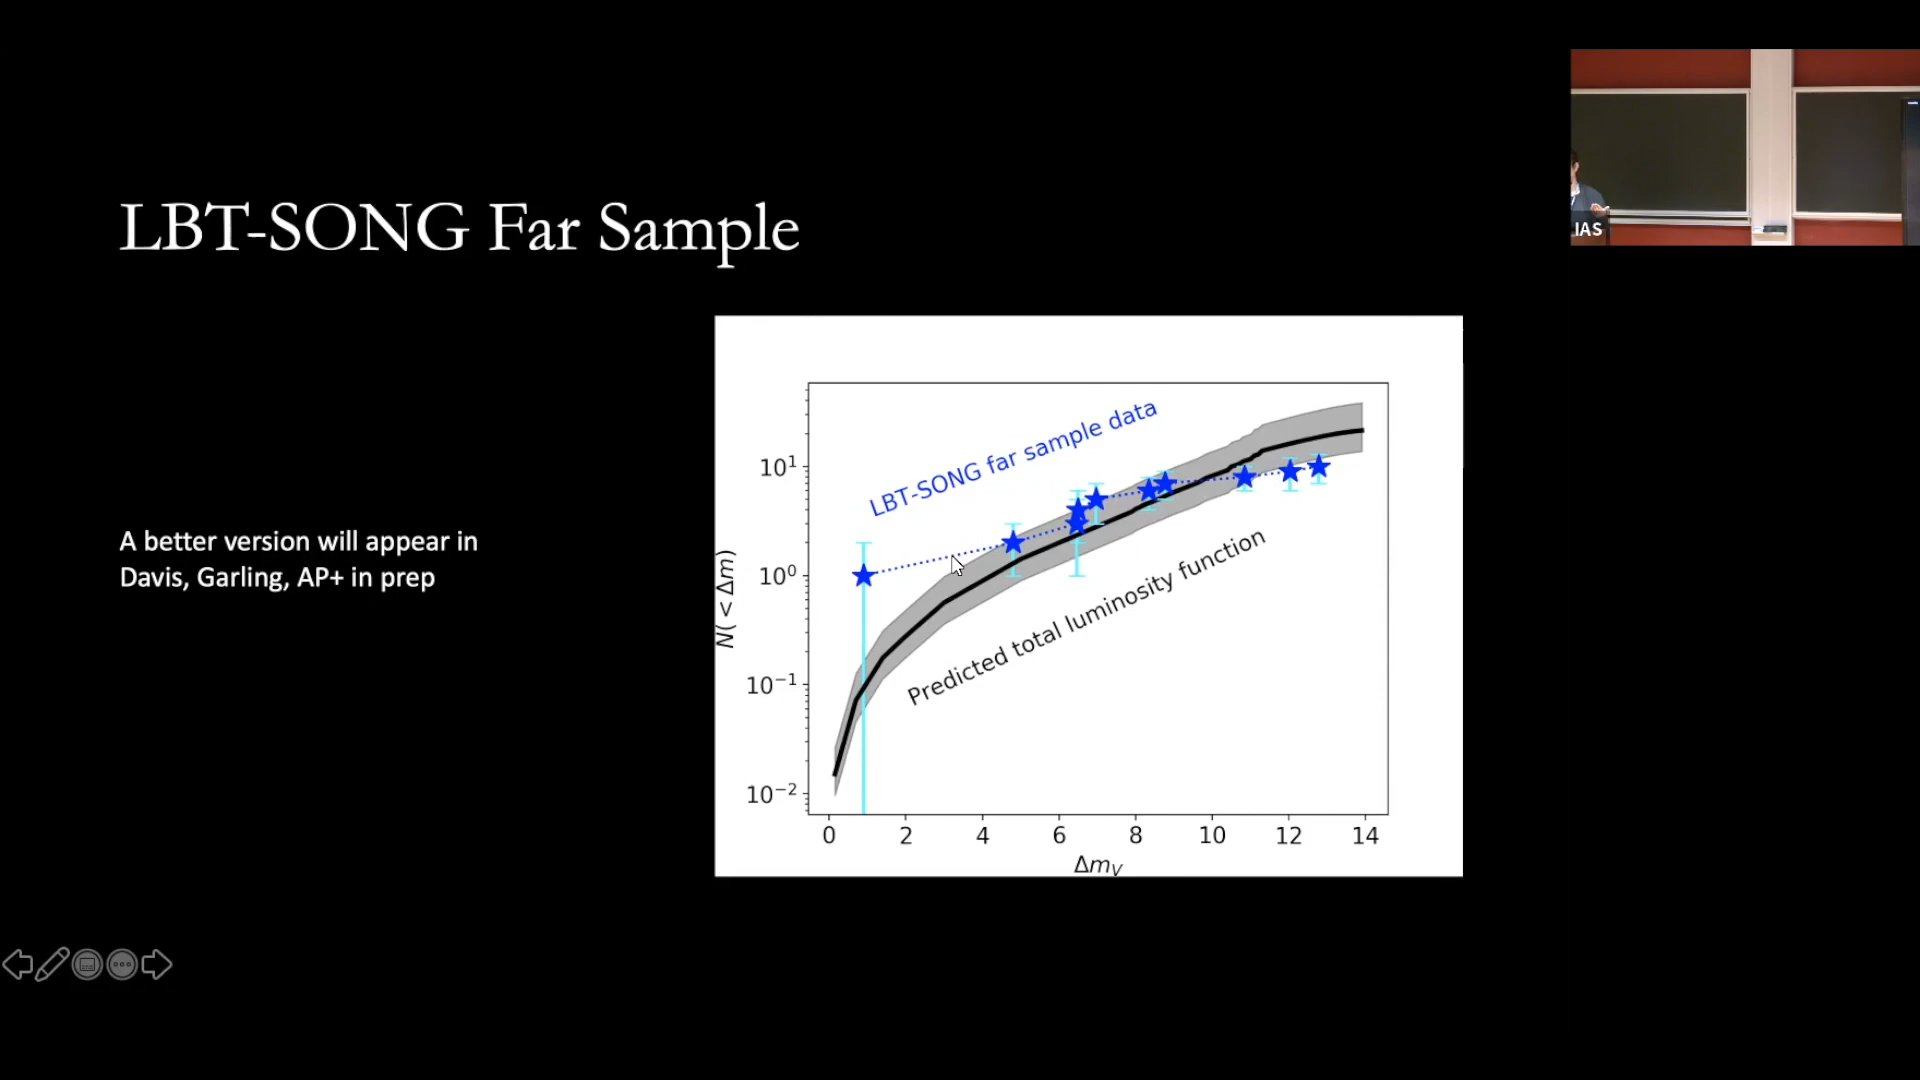 LBT-SONG Far Sample
IAS
A better version will appear in
Davis, Garling, AP+ in prep
LBT-SONG far sample data
Predicted total luminosity function
N(< Δm)
10¹
10⁰
10⁻¹
10⁻²
0 2 4 6 8 10 12 14
Δm_V